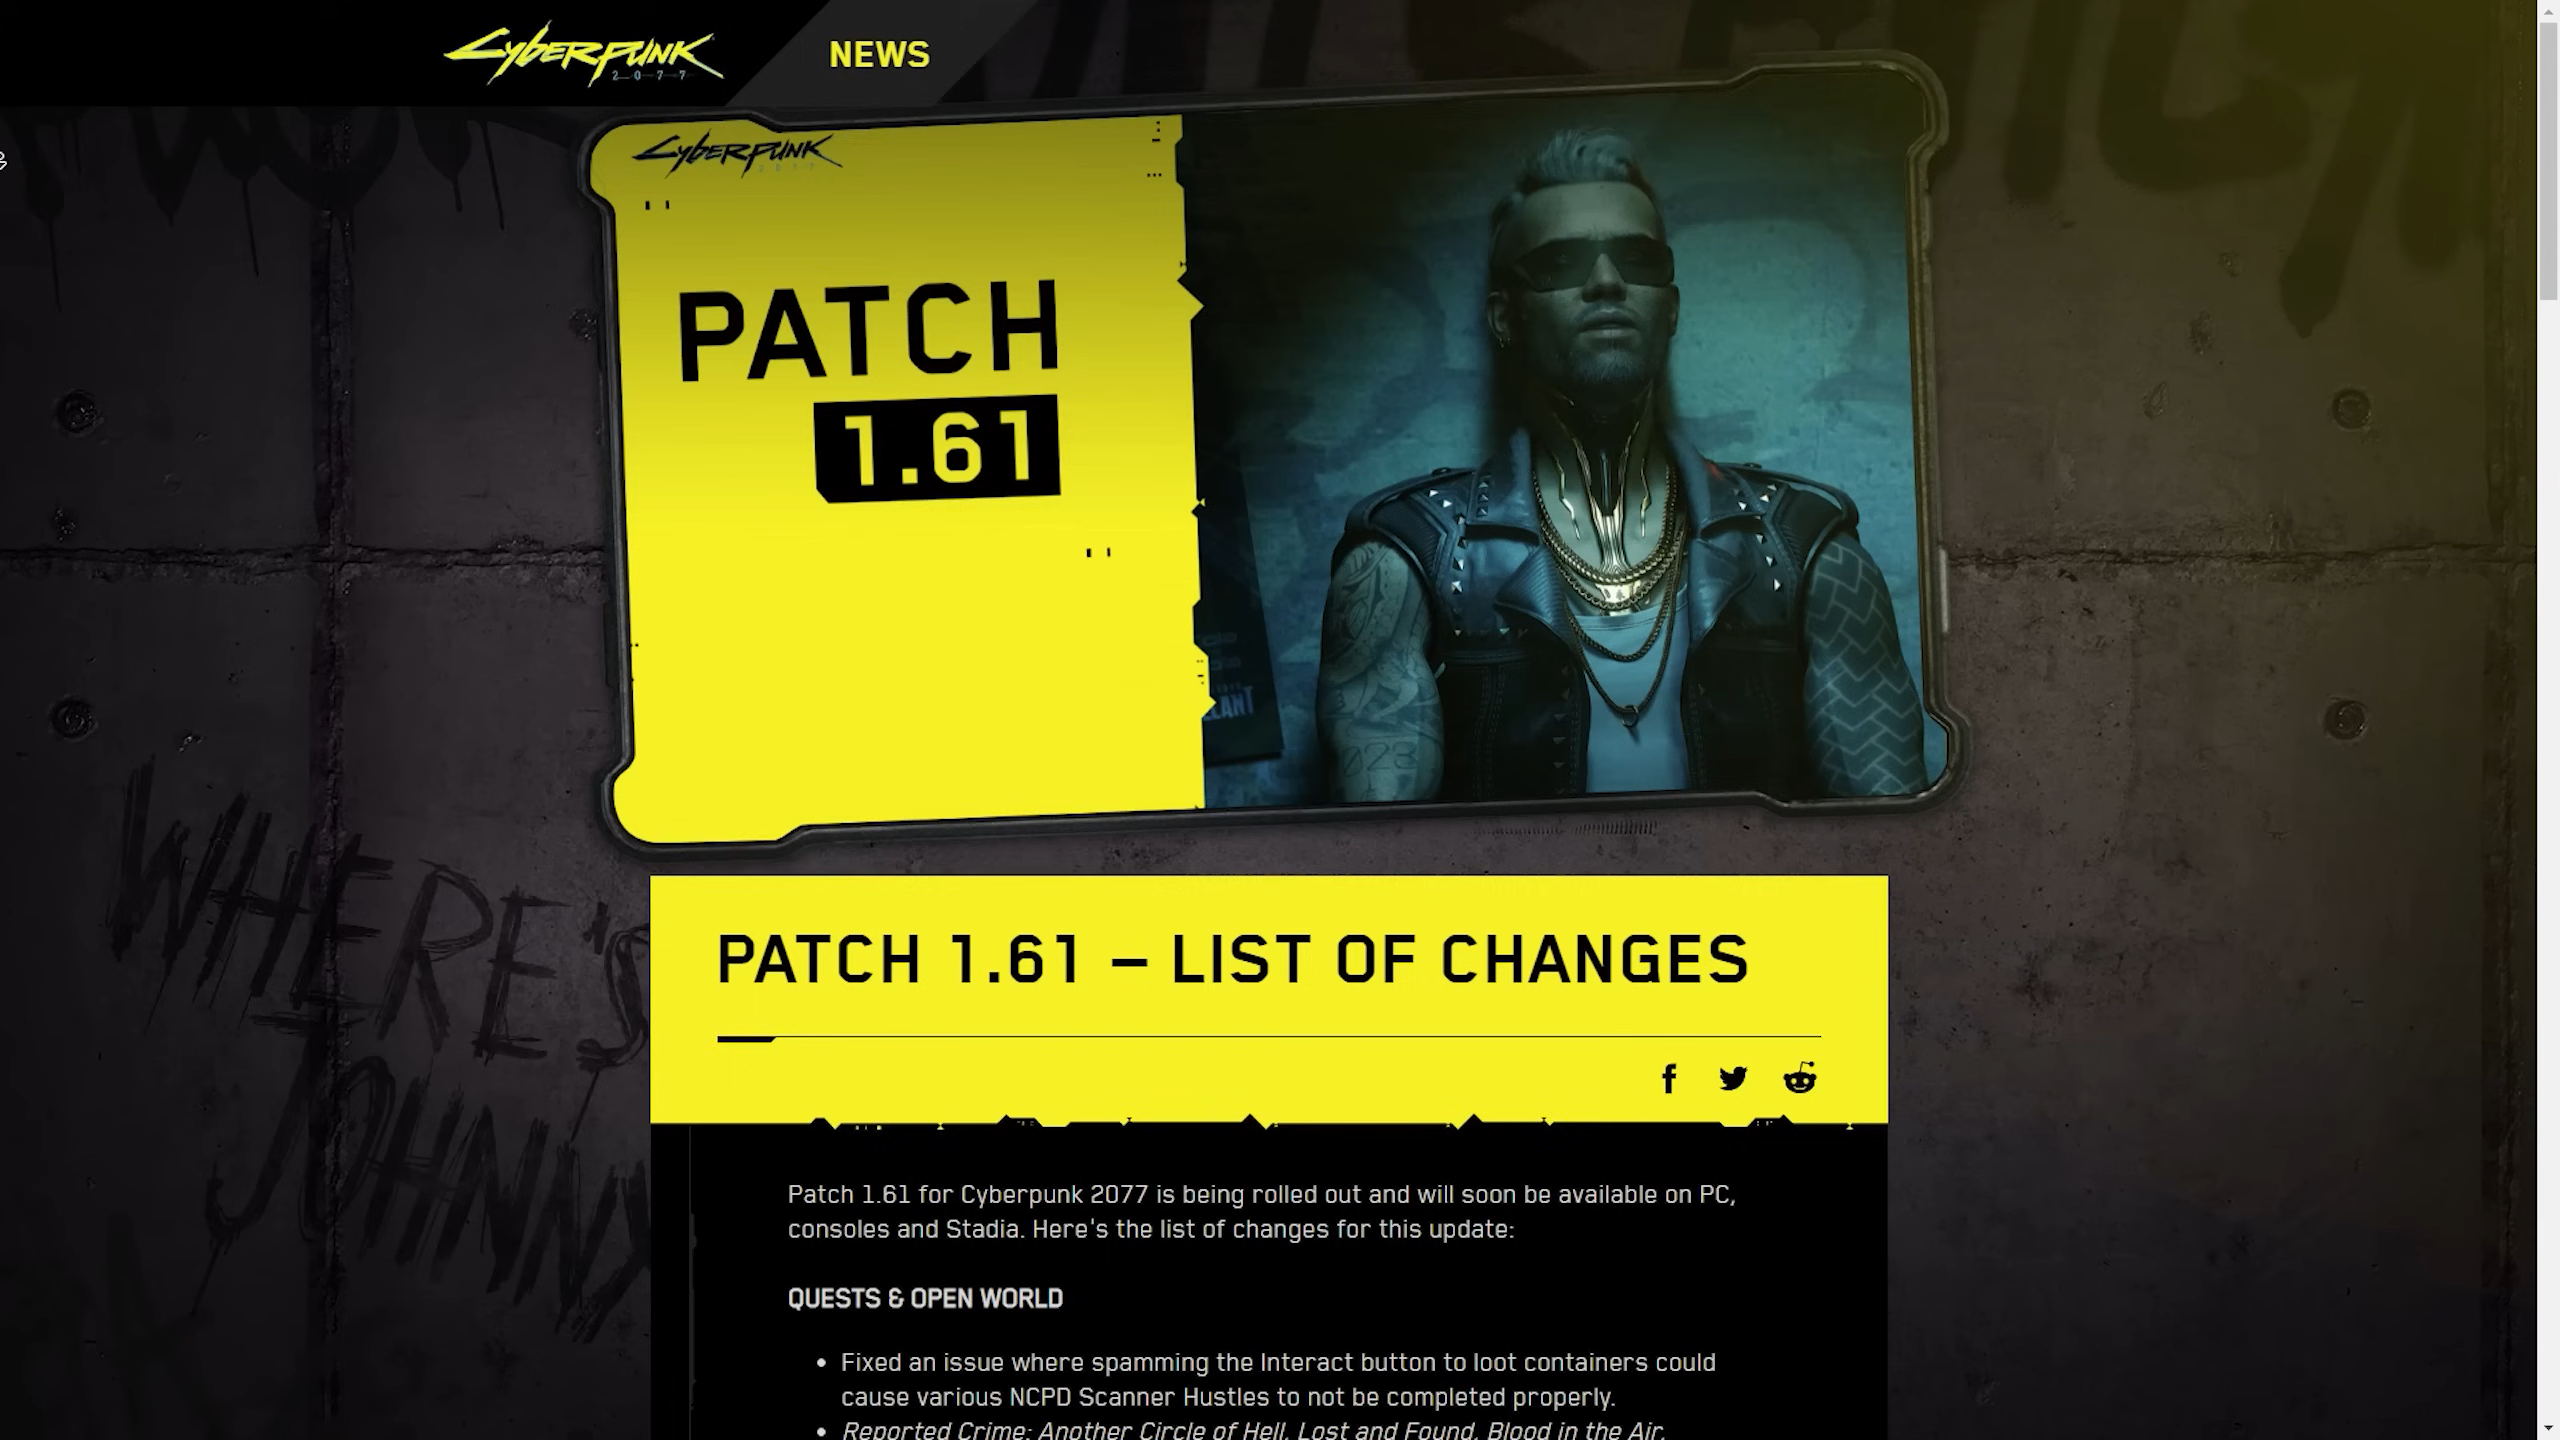 CYBERPUNK
2077
NEWS
CYBERPUNK
2077
PATCH
1.61
023
WHERE'S
JOHNNY
PATCH 1.61 – LIST OF CHANGES
Patch 1.61 for Cyberpunk 2077 is being rolled out and will soon be available on PC,
consoles and Stadia. Here's the list of changes for this update:
QUESTS & OPEN WORLD
• Fixed an issue where spamming the Interact button to loot containers could
cause various NCPD Scanner Hustles to not be completed properly.
• Reported Crime: Another Circle of Hell, Lost and Found, Blood in the Air,